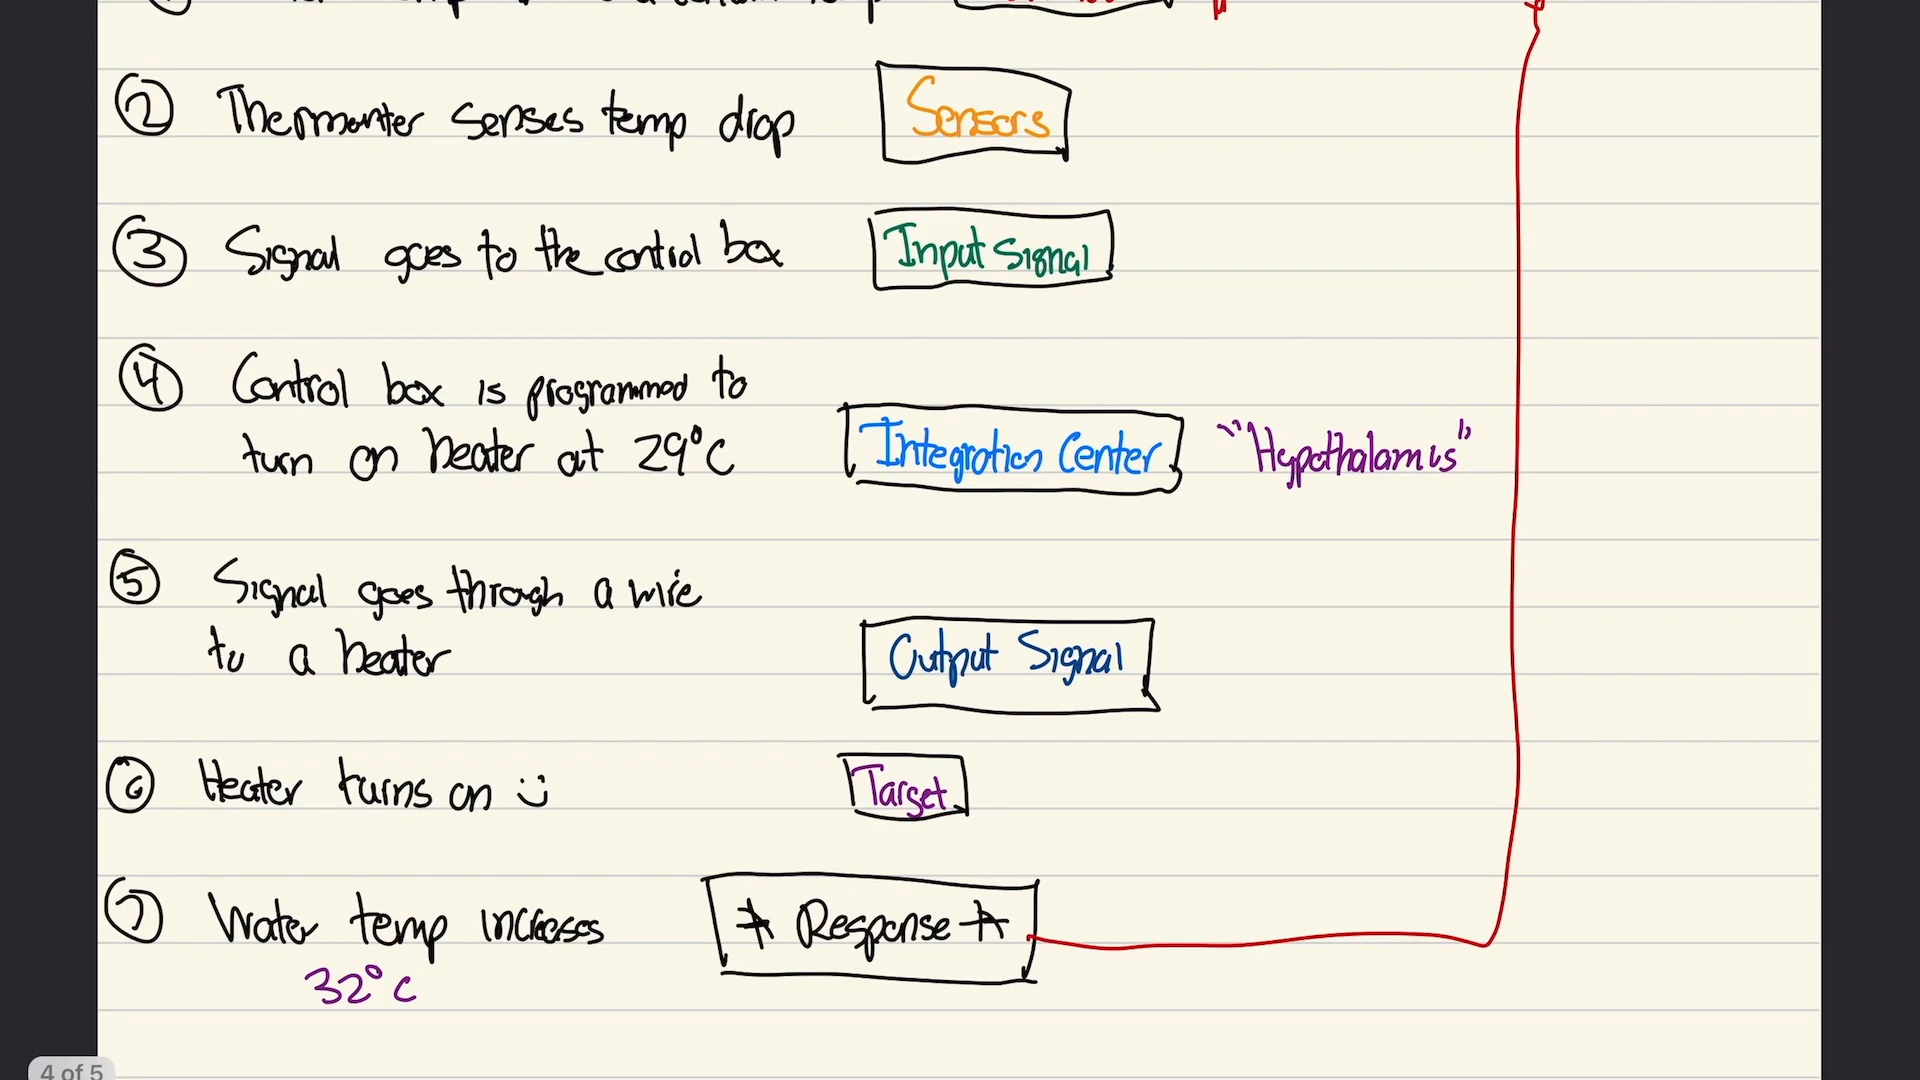 ② Thermomter senses temp drop Sensors
③ Signal goes to the control box Input Signal
④ Control box is programmed to
turn on heater at 29°C Integration Center "Hypothalamus"
⑤ Signal goes through a wire
to a heater Output Signal
⑥ Heater turns on Target
⑦ Water temp increases * Response *
32°C
4 of 5